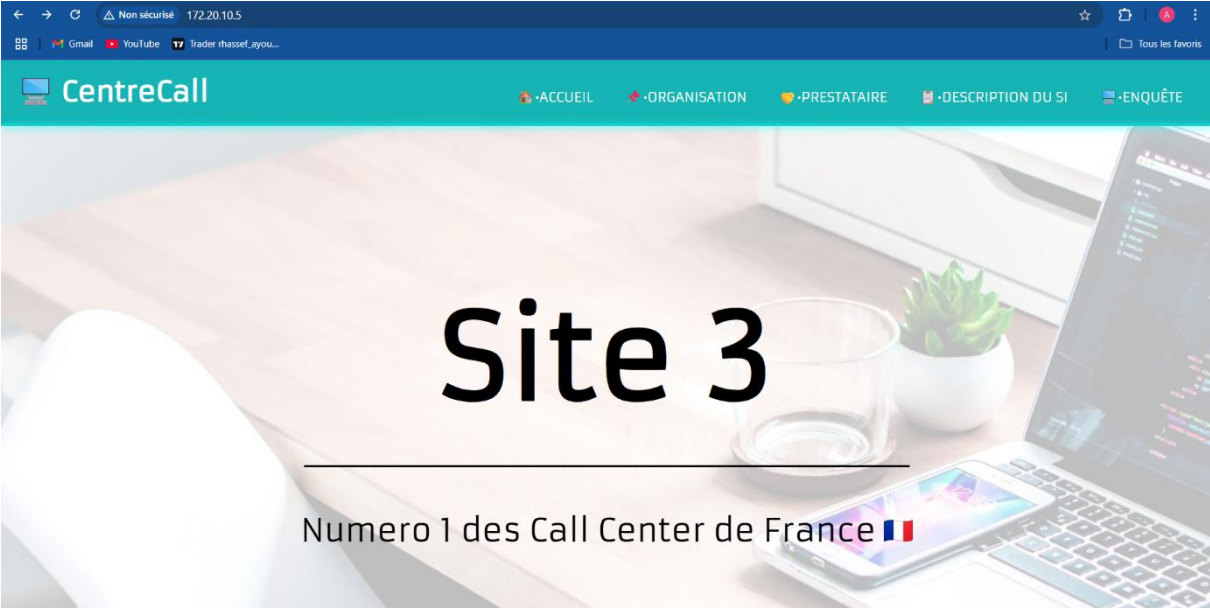 Non sécurisé 172.20.10.5
Gmail YouTube Trader rhassef_ayou... Tous les favoris
CentreCall
•ACCUEIL •ORGANISATION •PRESTATAIRE •DESCRIPTION DU SI •ENQUÊTE
Site 3
Numero 1 des Call Center de France 🇫🇷